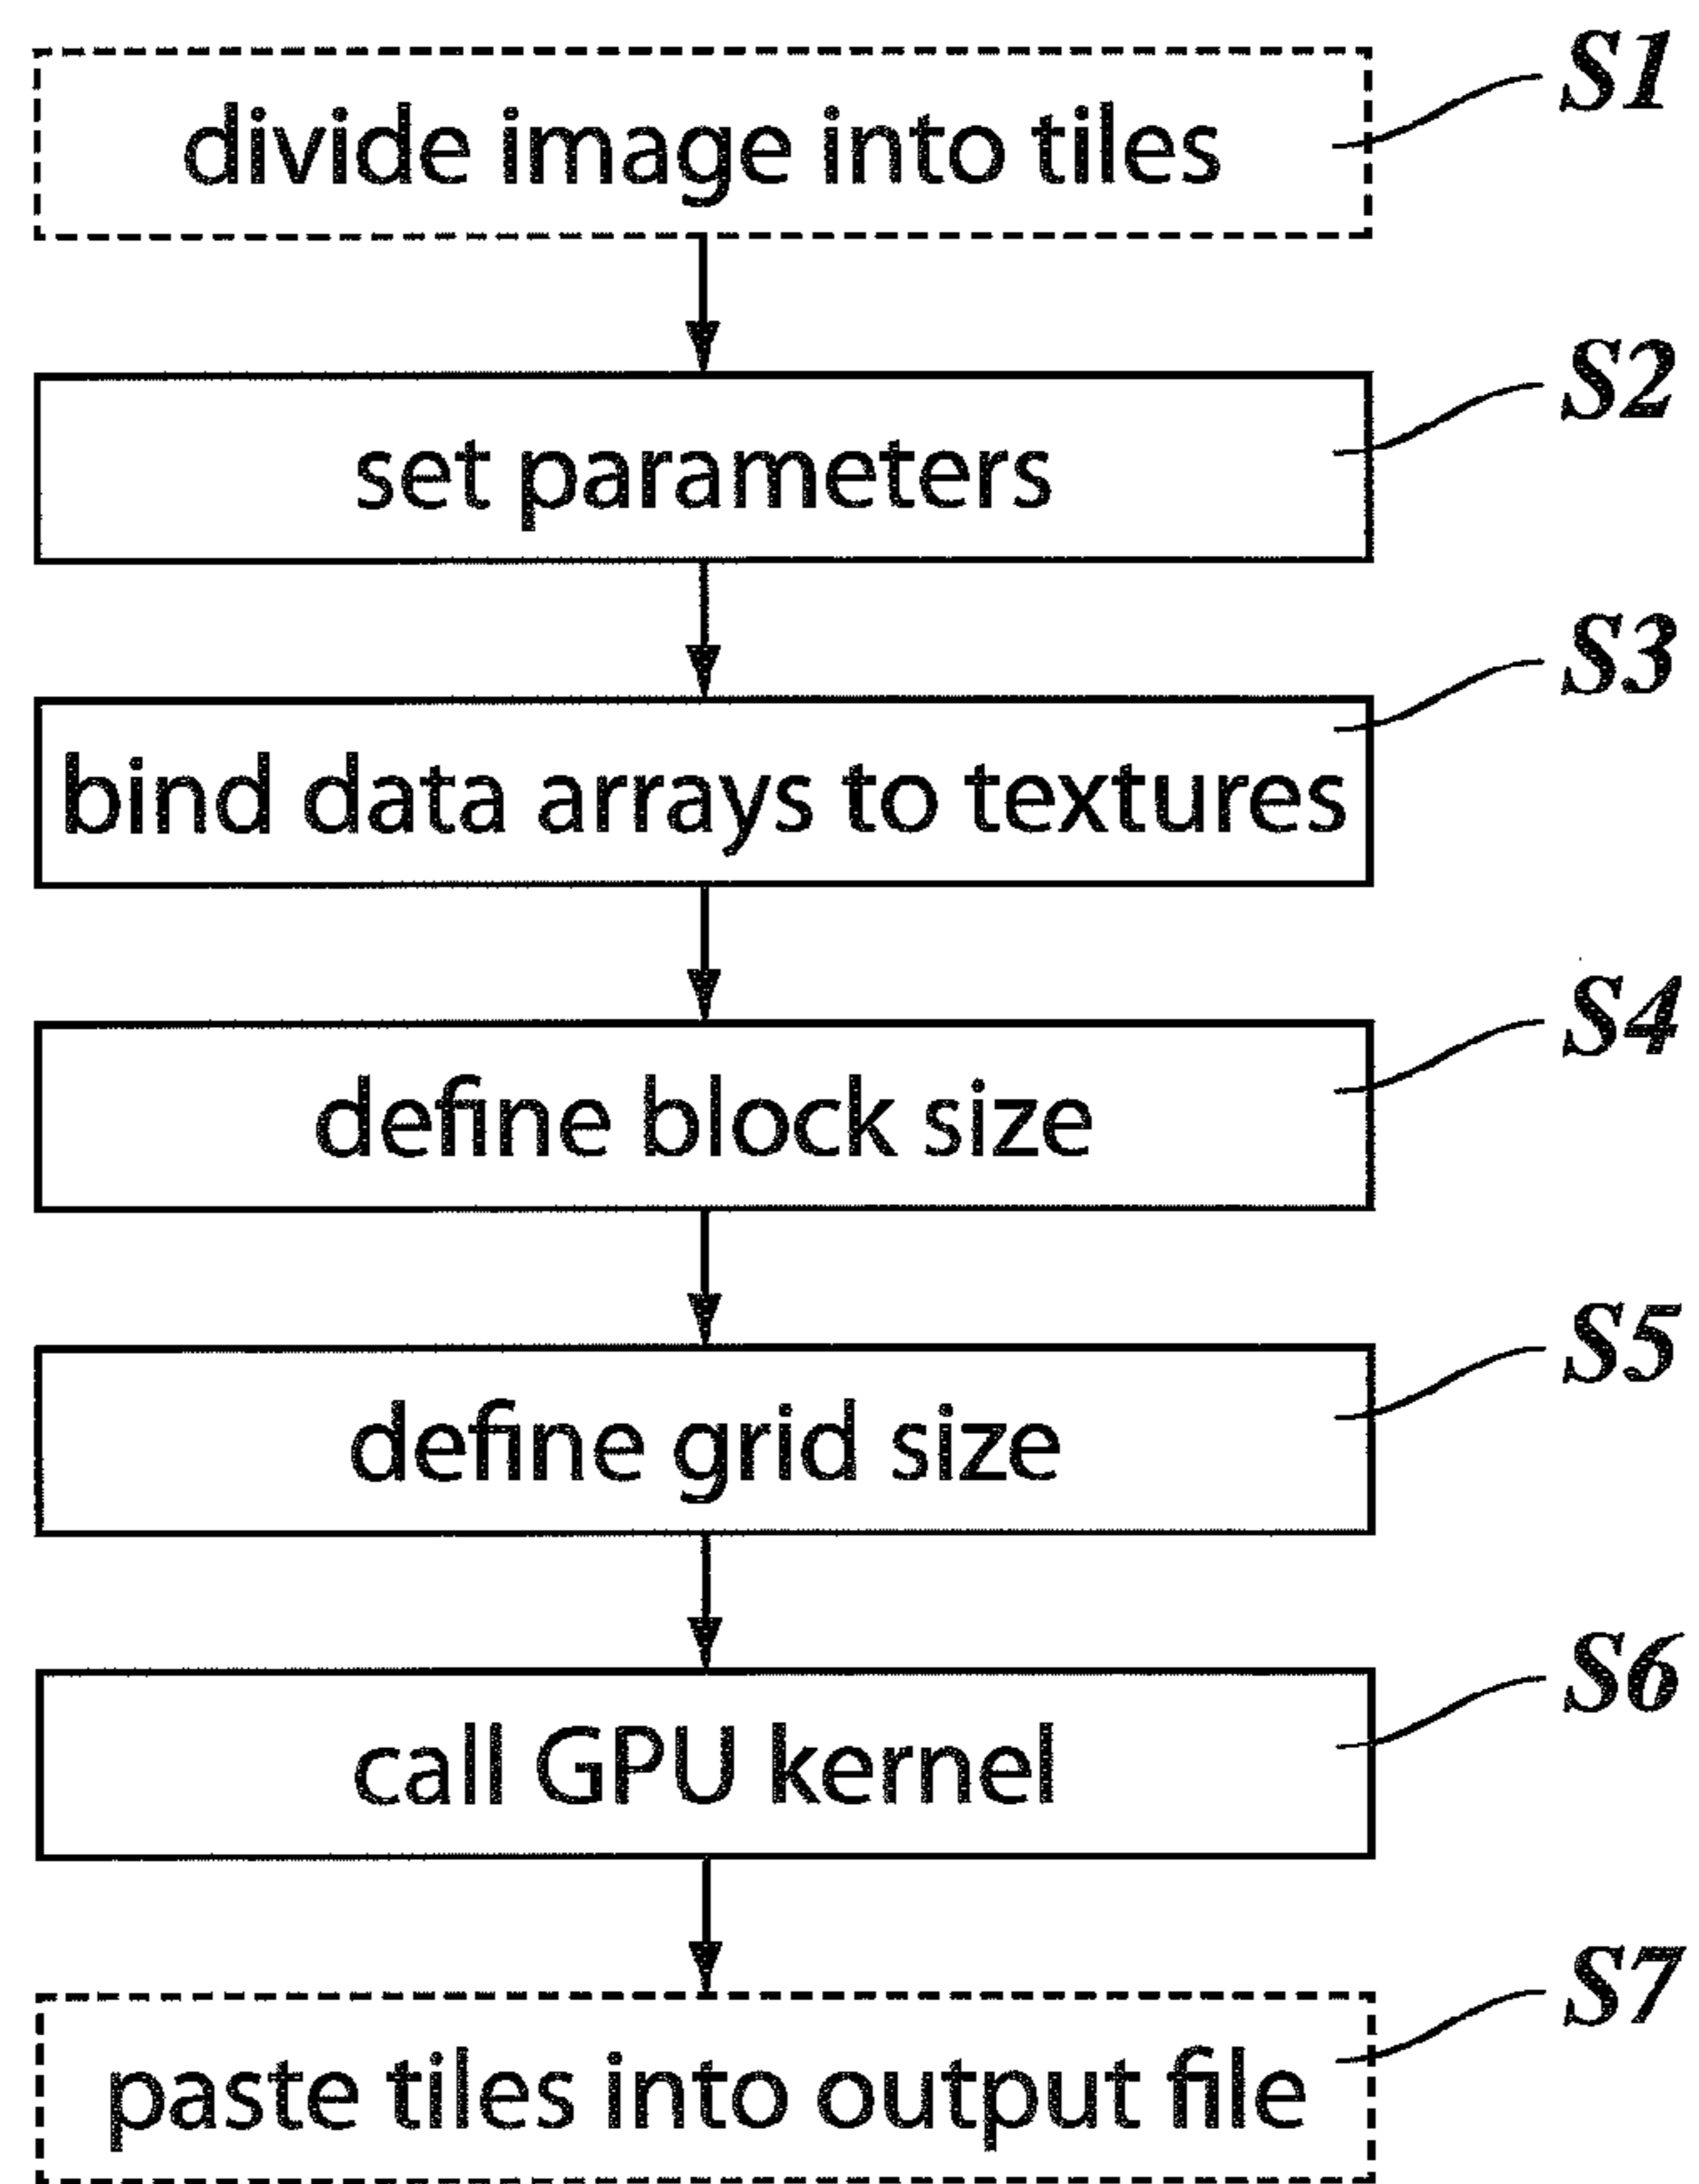 divide image into tiles S1
set parameters S2
bind data arrays to textures S3
define block size S4
define grid size S5
call GPU kernel S6
paste tiles into output file S7